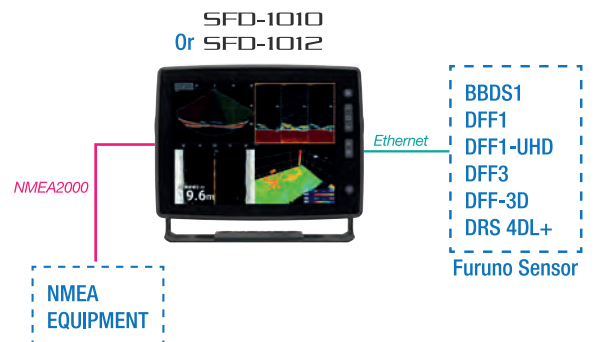 SFD-1010
Or SFD-1012
BBDS1
DFF1
DFF1-UHD
DFF3
DFF-3D
DRS 4DL+
Ethernet
NMEA2000
9.6m
Furuno Sensor
NMEA
EQUIPMENT